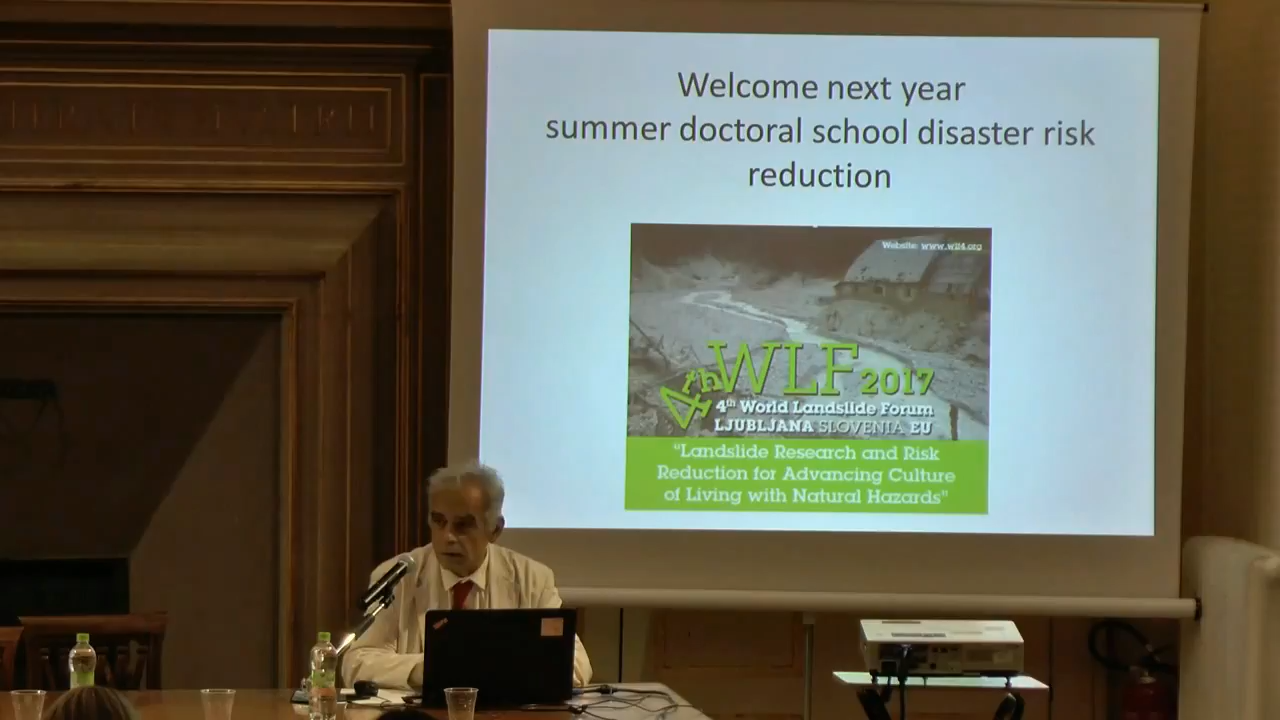 Welcome next year
summer doctoral school disaster risk
reduction
Website: www.wlf4.org
4th WLF 2017
4th World Landslide Forum
LJUBLJANA SLOVENIA EU
"Landslide Research and Risk
Reduction for Advancing Culture
of Living with Natural Hazards"